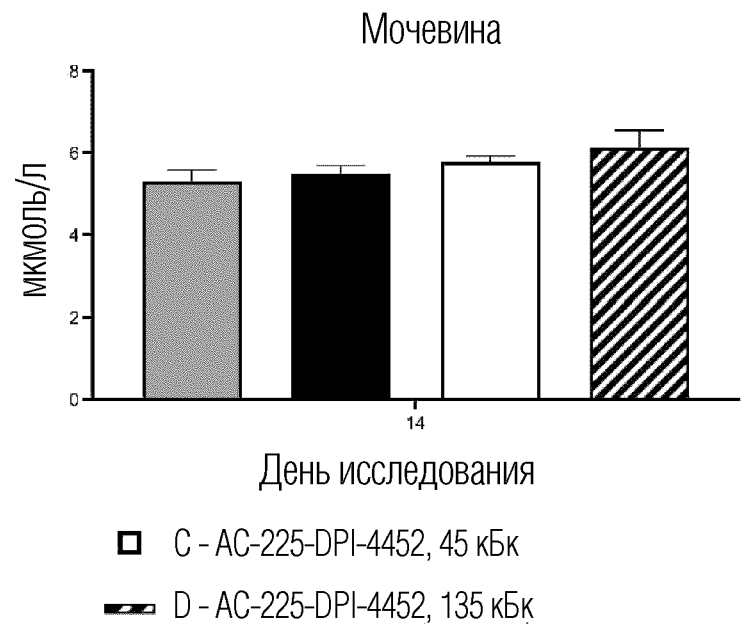 Мочевина
мкмоль/л
8
6
4
2
0
14
День исследования
C - AC-225-DPI-4452, 45 кБк
D - AC-225-DPI-4452, 135 кБк